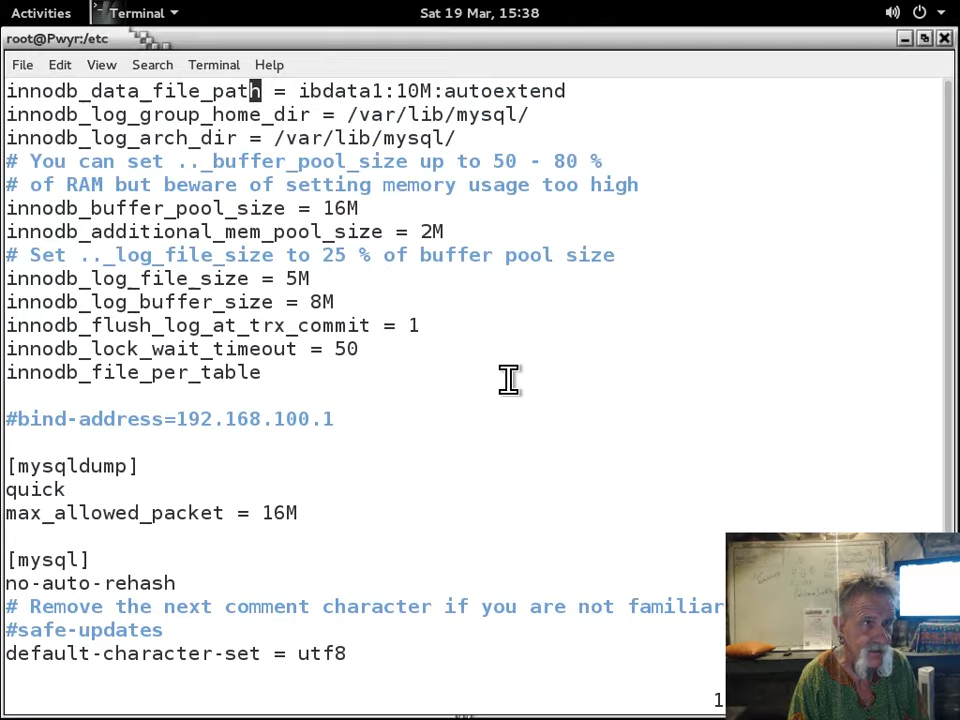 Activities Terminal Sat 19 Mar, 15:38
root@Pwyr:/etc
File Edit View Search Terminal Help
innodb_data_file_path = ibdata1:10M:autoextend
innodb_log_group_home_dir = /var/lib/mysql/
innodb_log_arch_dir = /var/lib/mysql/
# You can set .._buffer_pool_size up to 50 - 80 %
# of RAM but beware of setting memory usage too high
innodb_buffer_pool_size = 16M
innodb_additional_mem_pool_size = 2M
# Set .._log_file_size to 25 % of buffer pool size
innodb_log_file_size = 5M
innodb_log_buffer_size = 8M
innodb_flush_log_at_trx_commit = 1
innodb_lock_wait_timeout = 50
innodb_file_per_table
#bind-address=192.168.100.1
[mysqldump]
quick
max_allowed_packet = 16M
[mysql]
no-auto-rehash
# Remove the next comment character if you are not familiar
#safe-updates
default-character-set = utf8
1